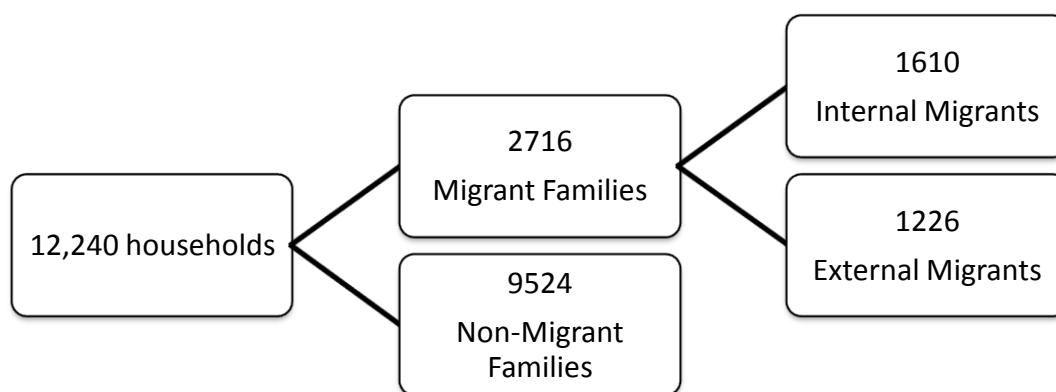 12,240 households
2716
Migrant Families
9524
Non-Migrant
Families
1610
Internal Migrants
1226
External Migrants